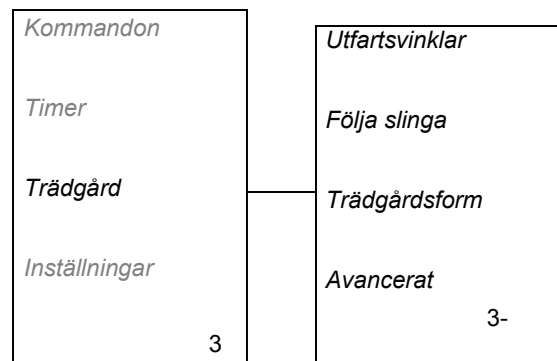 Kommandon
Timer
Trädgård
Inställningar
3
Utfartsvinklar
Följa slinga
Trädgårdsform
Avancerat
3-